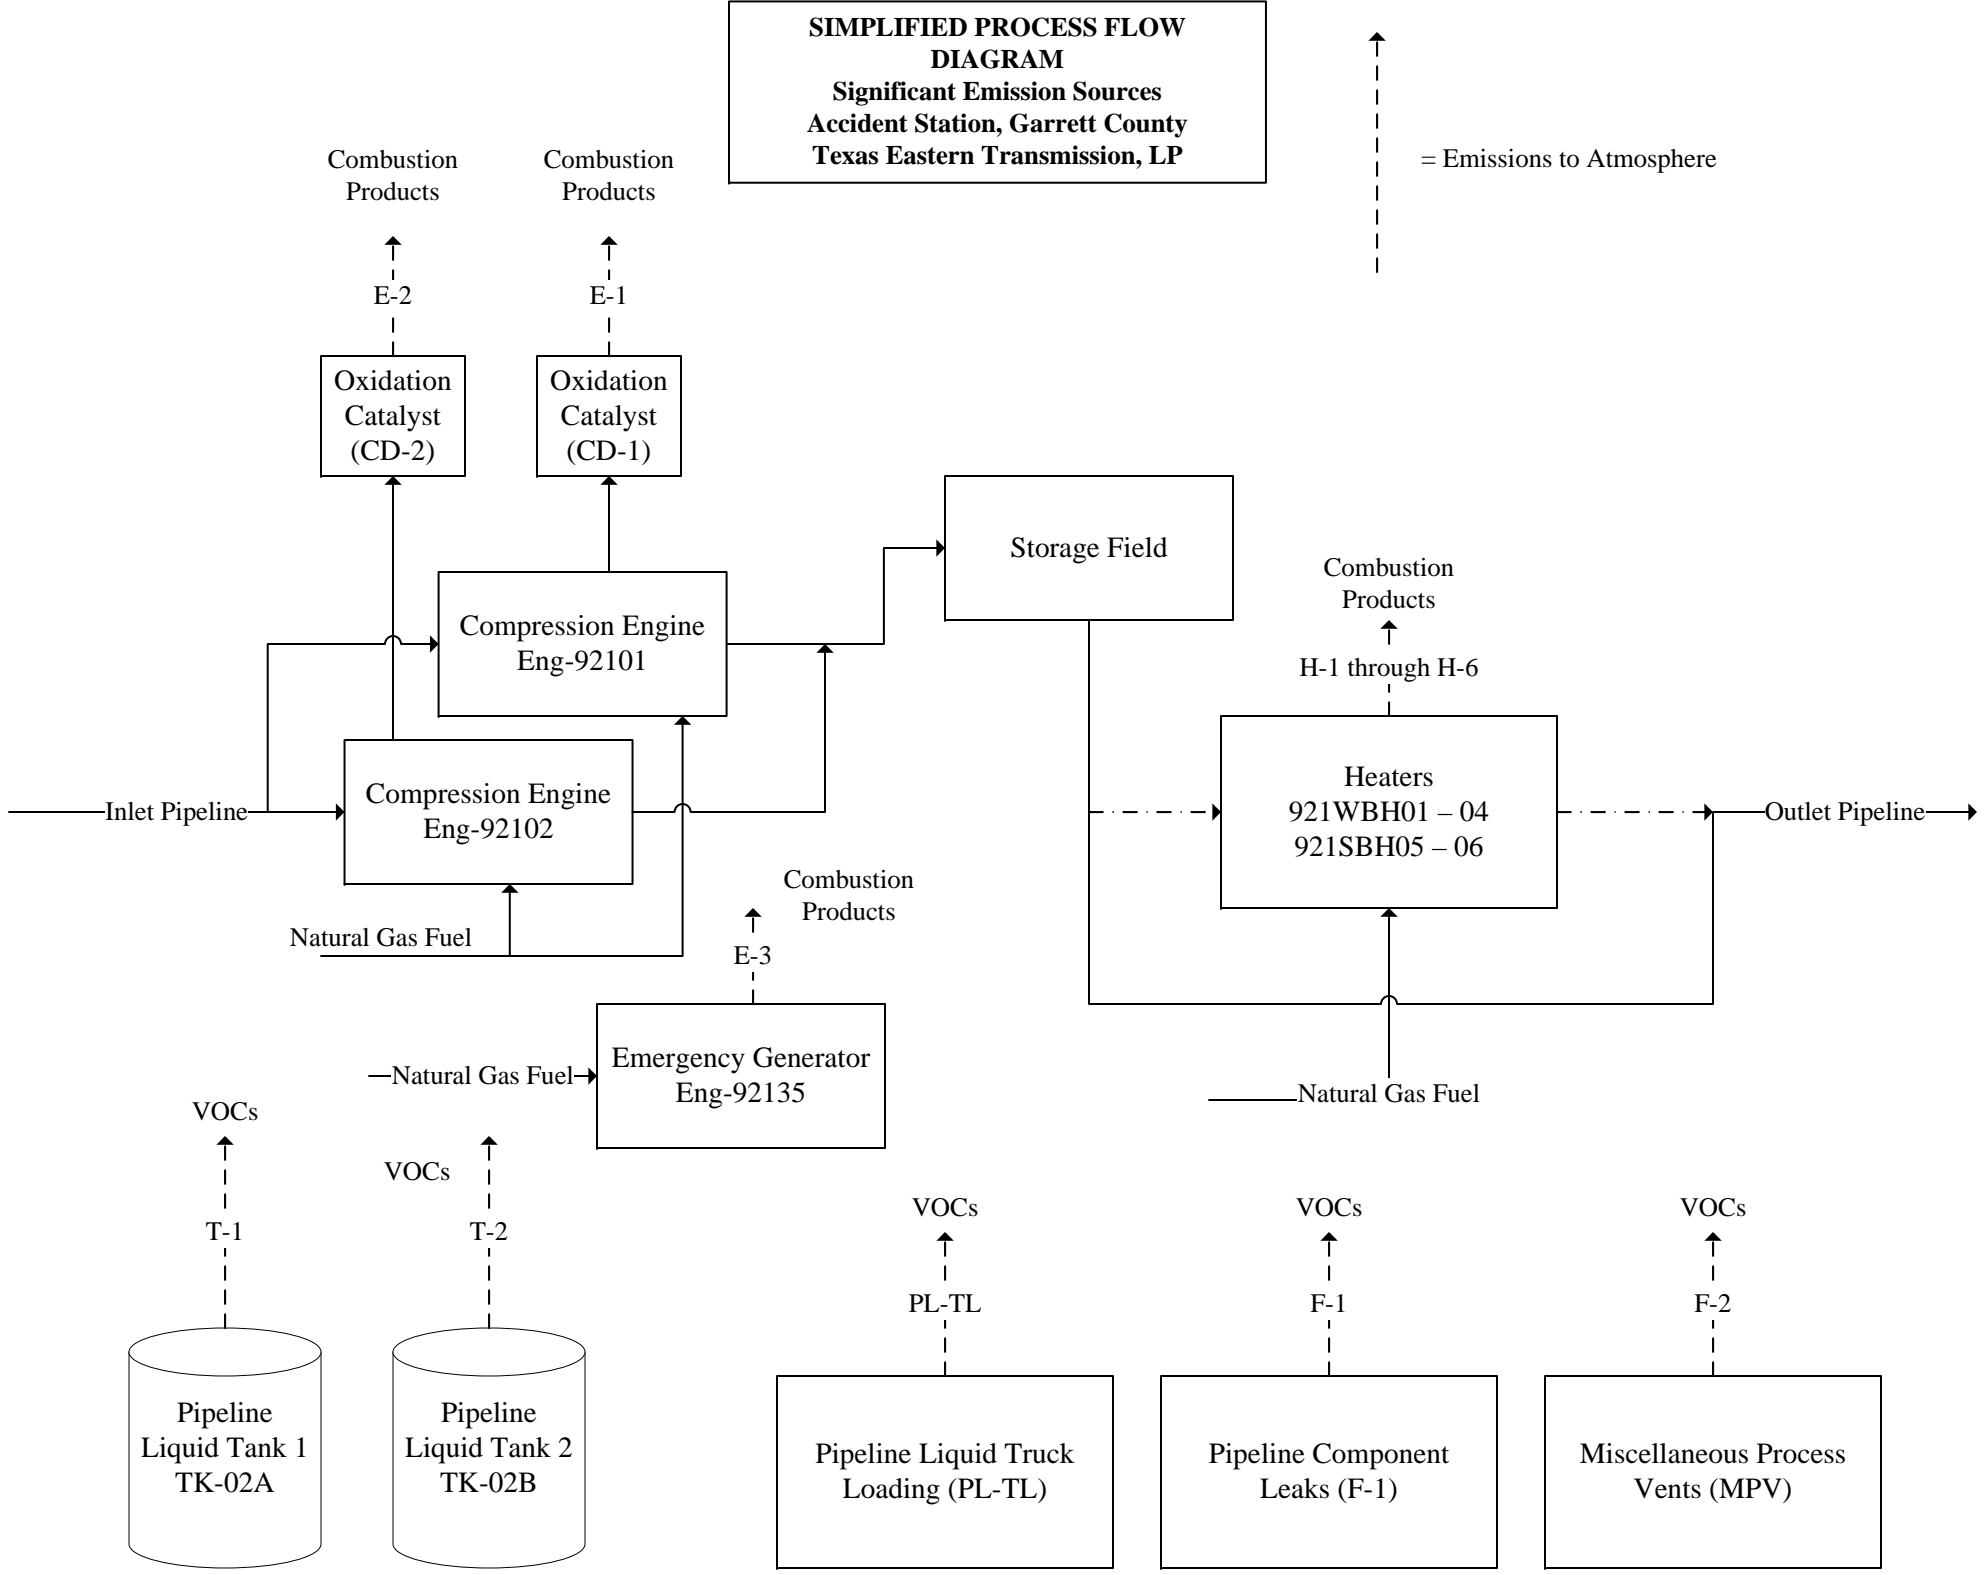 SIMPLIFIED PROCESS FLOW
DIAGRAM
Significant Emission Sources
Accident Station, Garrett County
Texas Eastern Transmission, LP
= Emissions to Atmosphere
Combustion
Products
E-2
Oxidation
Catalyst
(CD-2)
Combustion
Products
E-1
Oxidation
Catalyst
(CD-1)
Storage Field
Compression Engine
Eng-92101
Combustion
Products
H-1 through H-6
Inlet Pipeline
Compression Engine
Eng-92102
Heaters
921WBH01 – 04
921SBH05 – 06
Outlet Pipeline
Natural Gas Fuel
Combustion
Products
E-3
Natural Gas Fuel
Emergency Generator
Eng-92135
Natural Gas Fuel
VOCs
T-1
Pipeline
Liquid Tank 1
TK-02A
VOCs
T-2
Pipeline
Liquid Tank 2
TK-02B
VOCs
PL-TL
Pipeline Liquid Truck
Loading (PL-TL)
VOCs
F-1
Pipeline Component
Leaks (F-1)
VOCs
F-2
Miscellaneous Process
Vents (MPV)